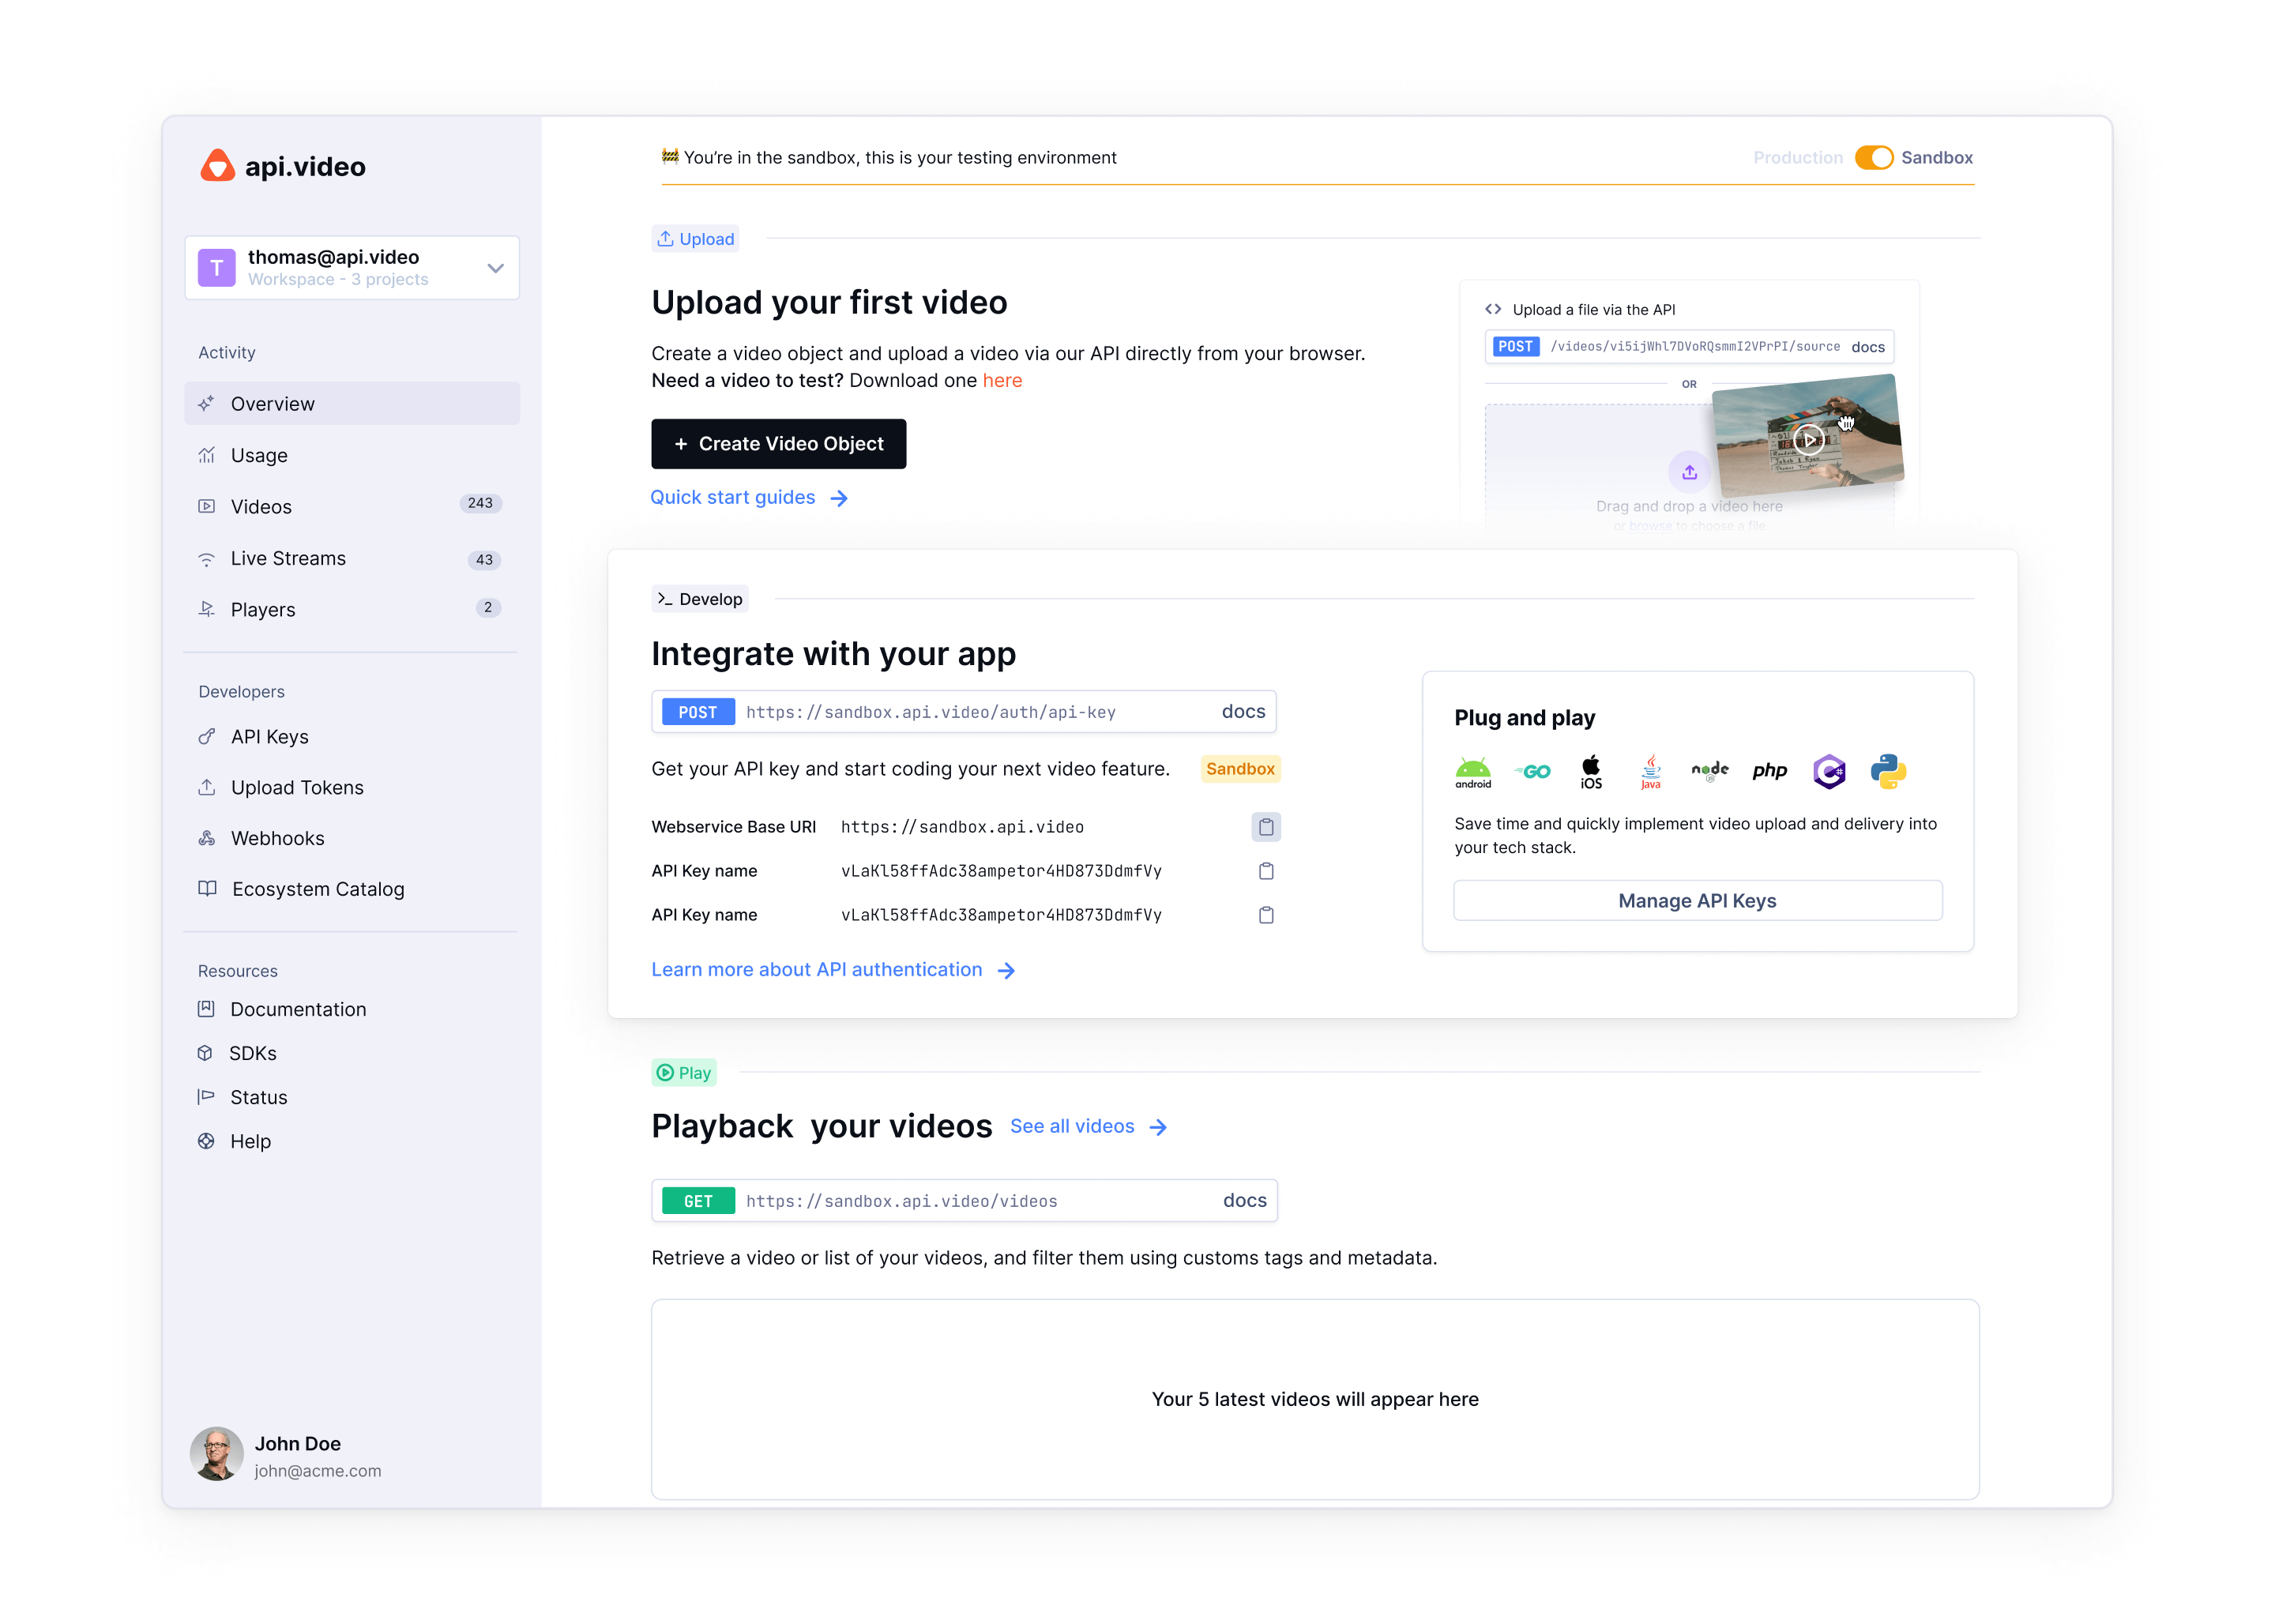 api.video
thomas@api.video
Workspace - 3 projects
Activity
Overview
Usage
Videos 243
Live Streams 43
Players 2
Developers
API Keys
Upload Tokens
Webhooks
Ecosystem Catalog
Resources
Documentation
SDKs
Status
Help
John Doe
john@acme.com
🚧 You're in the sandbox, this is your testing environment
Production Sandbox
Upload
Upload your first video
Create a video object and upload a video via our API directly from your browser.
Need a video to test? Download one here
+ Create Video Object
Quick start guides →
<> Upload a file via the API
POST /videos/vi5ijWhl7DVoRQsmmI2VPrPI/source docs
OR
Drag and drop a video here
or browse to choose a file.
>_ Develop
Integrate with your app
POST https://sandbox.api.video/auth/api-key docs
Get your API key and start coding your next video feature. Sandbox
Webservice Base URI https://sandbox.api.video
API Key name vLaKl58ffAdc38ampetor4HD873DdmfVy
API Key name vLaKl58ffAdc38ampetor4HD873DdmfVy
Learn more about API authentication →
Plug and play
android GO iOS Java node JS php C# 
Save time and quickly implement video upload and delivery into
your tech stack.
Manage API Keys
Play
Playback your videos See all videos →
GET https://sandbox.api.video/videos docs
Retrieve a video or list of your videos, and filter them using customs tags and metadata.
Your 5 latest videos will appear here